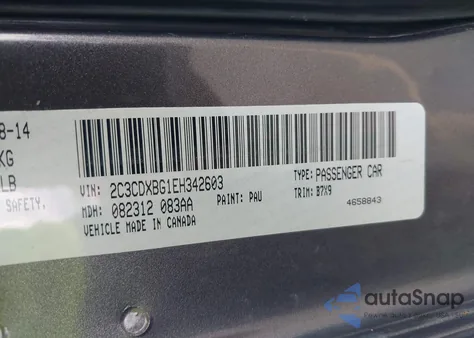 8-14
KG
LB
SAFETY,
VIN: 2C3CDXBG1EH342603
TYPE: PASSENGER CAR
MDH: 082312 083AA
PAINT: PAU
TRIM: B7X9
VEHICLE MADE IN CANADA
4658843
autoSnap